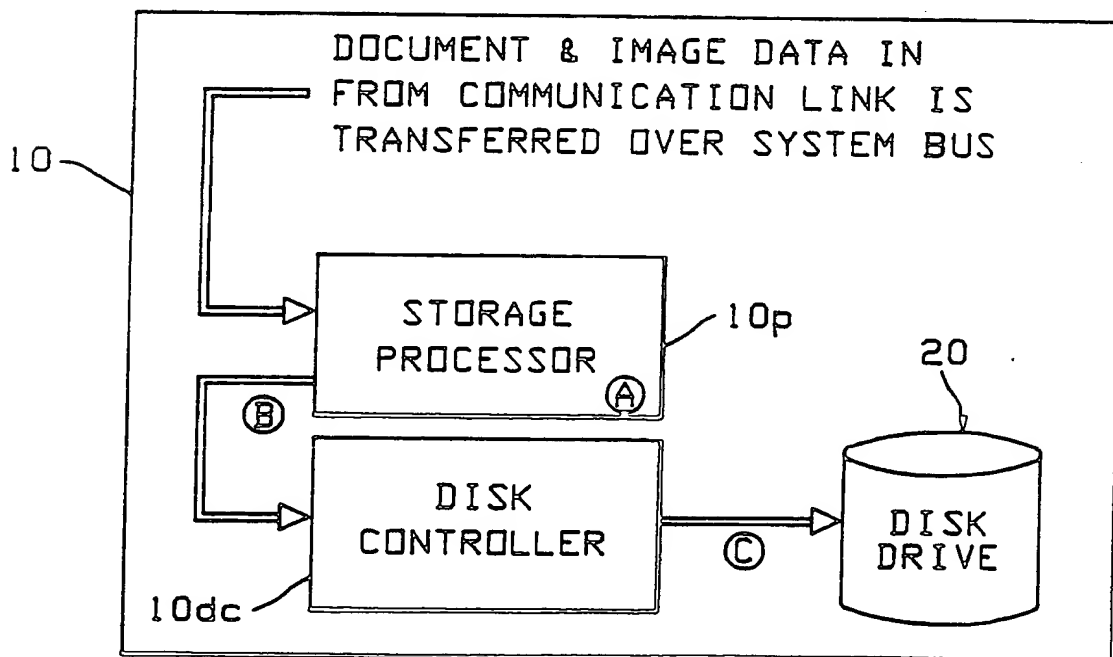 DOCUMENT & IMAGE DATA IN
FROM COMMUNICATION LINK IS
TRANSFERRED OVER SYSTEM BUS
10
STORAGE
PROCESSOR
10p
A
B
20
DISK
CONTROLLER
C
DISK
DRIVE
10dc